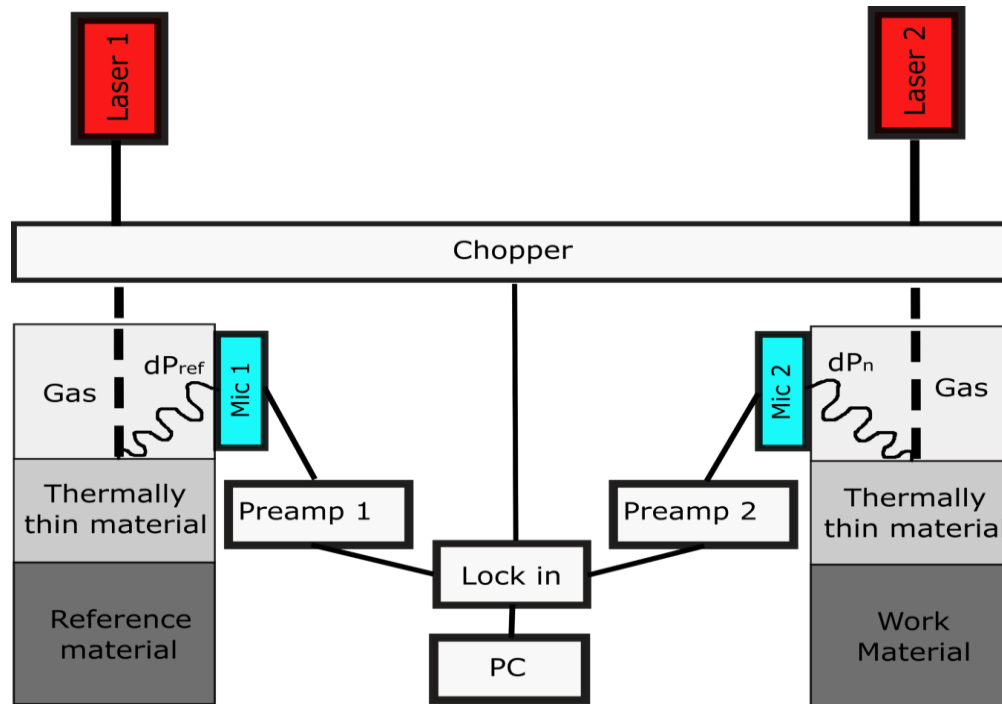 Laser 1
Laser 2
Chopper
Gas
dPref
Mic 1
Mic 2
dPn
Gas
Thermally
thin material
Preamp 1
Preamp 2
Thermally
thin material
Lock in
Reference
material
PC
Work
Material